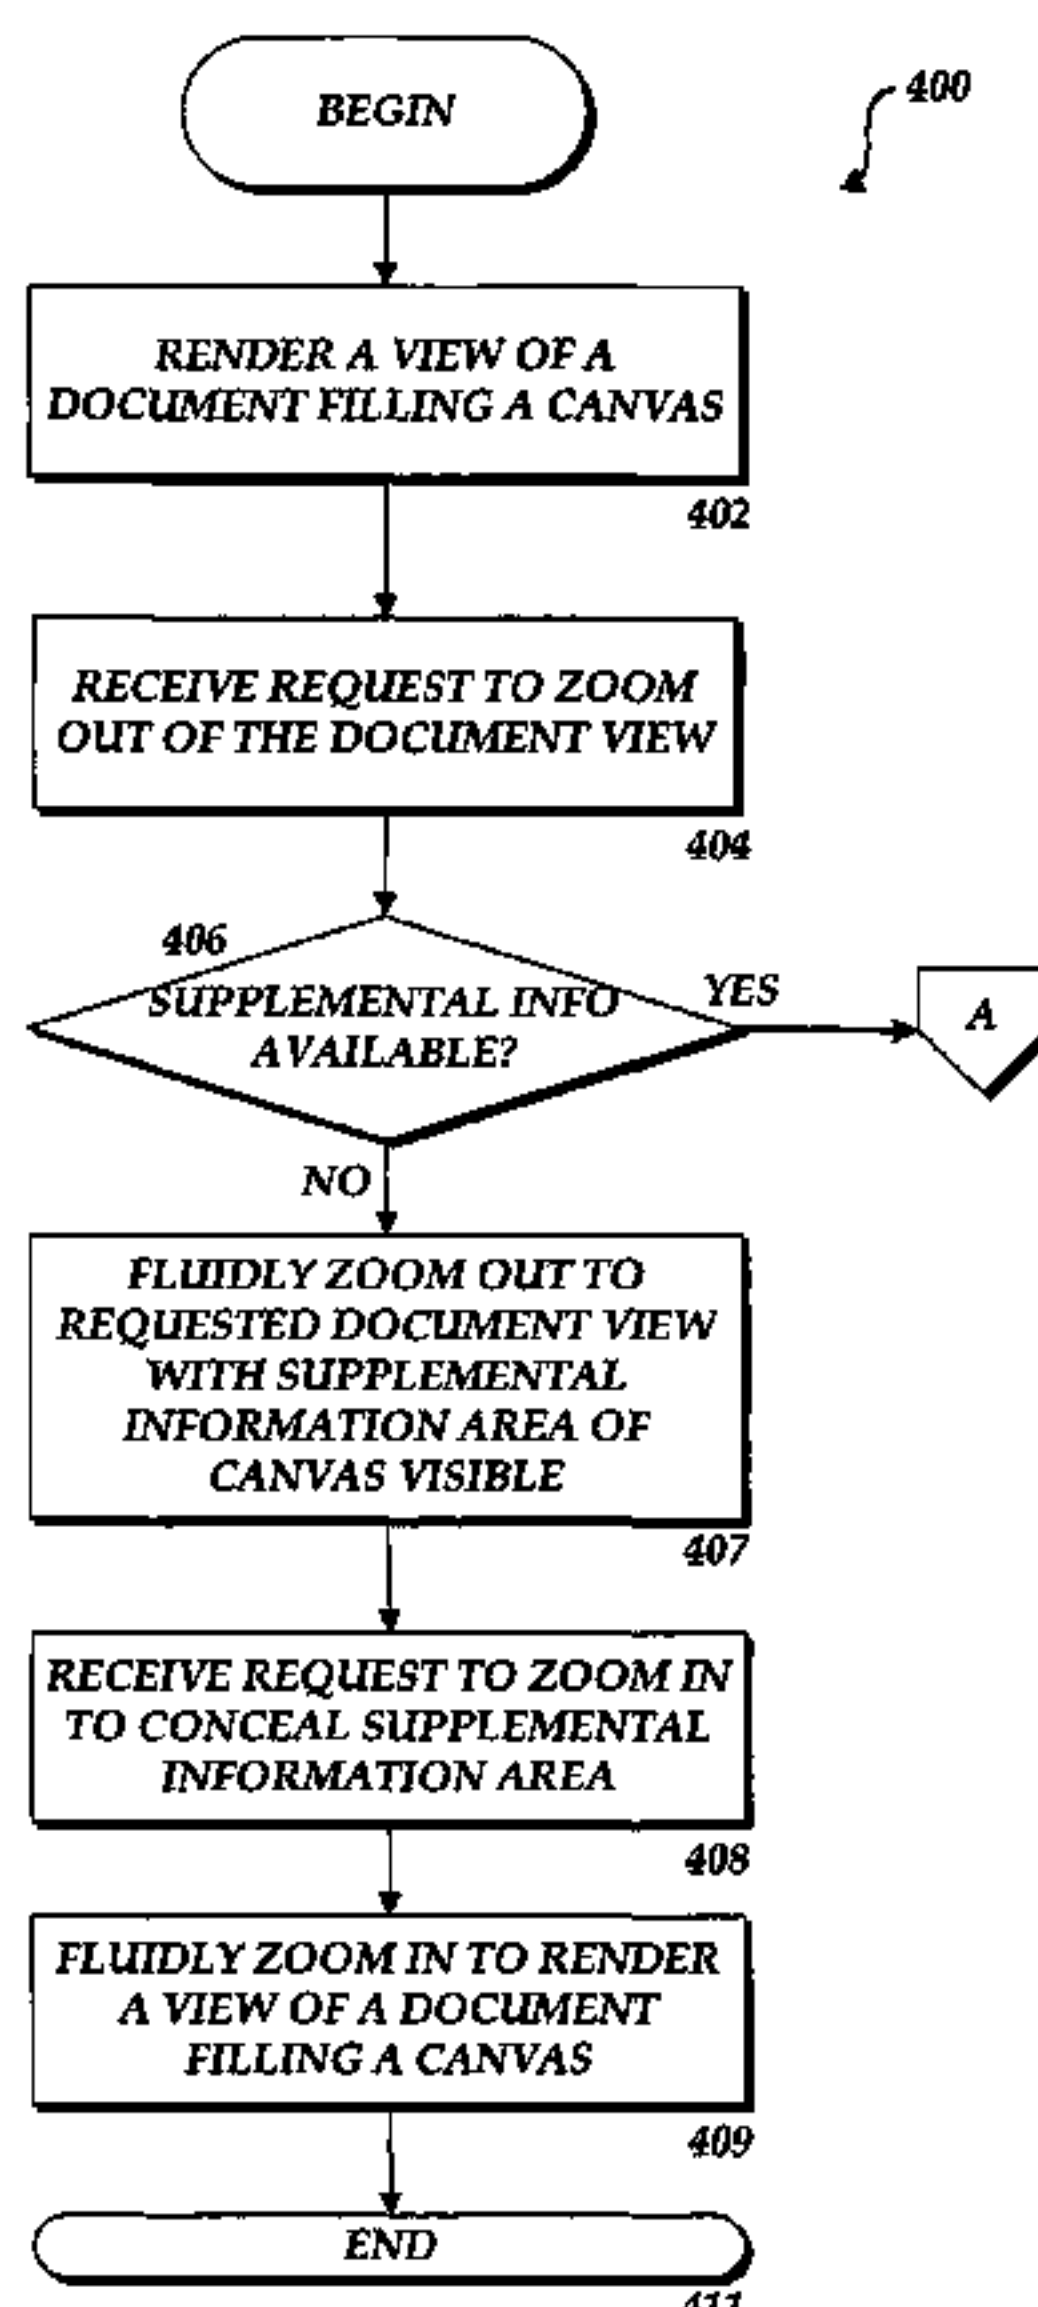 BEGIN
400
RENDER A VIEW OF A
DOCUMENT FILLING A CANVAS
402
RECEIVE REQUEST TO ZOOM
OUT OF THE DOCUMENT VIEW
404
406
SUPPLEMENTAL INFO
AVAILABLE?
YES
A
NO
FLUIDLY ZOOM OUT TO
REQUESTED DOCUMENT VIEW
WITH SUPPLEMENTAL
INFORMATION AREA OF
CANVAS VISIBLE
407
RECEIVE REQUEST TO ZOOM IN
TO CONCEAL SUPPLEMENTAL
INFORMATION AREA
408
FLUIDLY ZOOM IN TO RENDER
A VIEW OF A DOCUMENT
FILLING A CANVAS
409
END
411